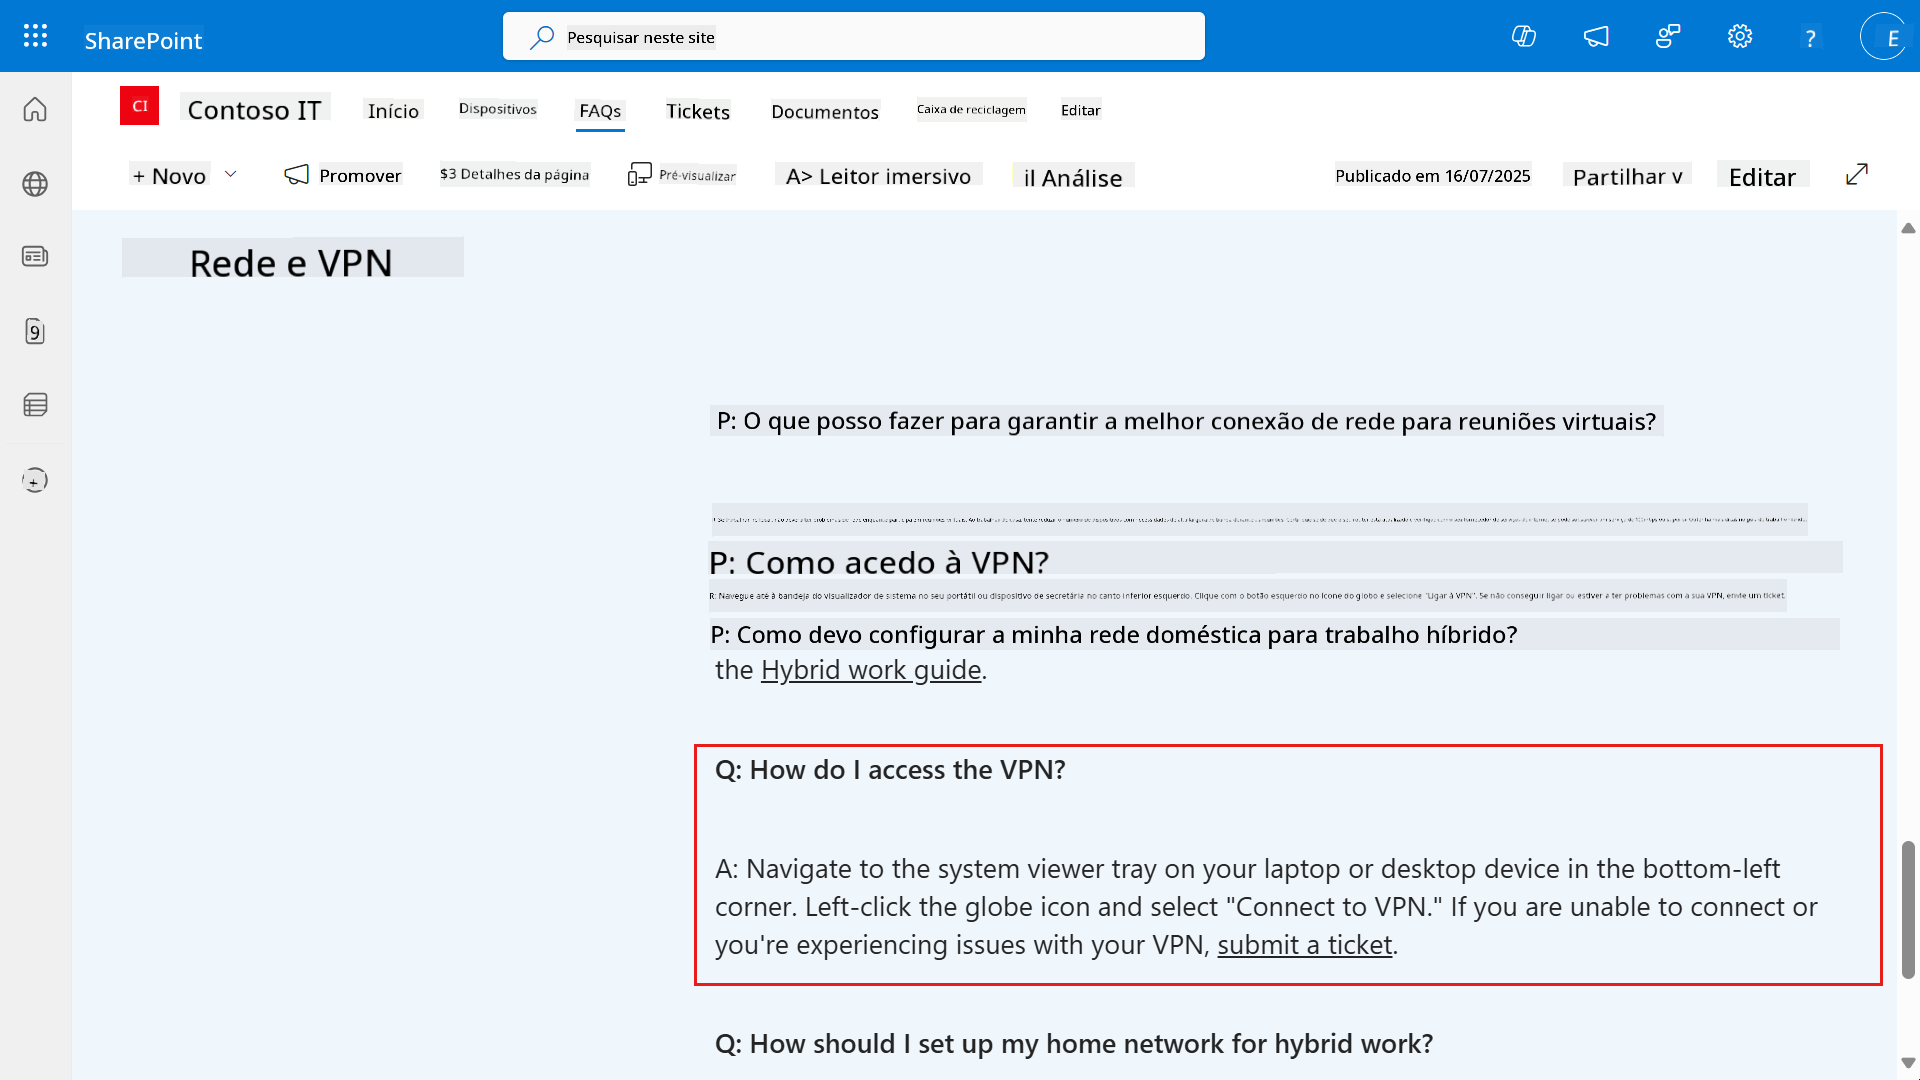 SharePoint
Pesquisar neste site
?
E
CI
Contoso IT
Início
Dispositivos
FAQs
Tickets
Documentos
Caixa de reciclagem
Editar
+ Novo
Promover
$3 Detalhes da página
Pré-visualizar
A> Leitor imersivo
il Análise
Publicado em 16/07/2025
Partilhar v
Editar
9
+
Rede e VPN
P: O que posso fazer para garantir a melhor conexão de rede para reuniões virtuais?
P: Como acedo à VPN?
R: Navegue até à bandeja do visualizador de sistema no seu portátil ou dispositivo de secretária no canto inferior esquerdo. Clique com o botão esquerdo no ícone do globo e selecione "Ligar à VPN". Se não conseguir ligar ou estiver a ter problemas com a sua VPN, envie um ticket.
P: Como devo configurar a minha rede doméstica para trabalho híbrido?
the Hybrid work guide.
Q: How do I access the VPN?
A: Navigate to the system viewer tray on your laptop or desktop device in the bottom-left
corner. Left-click the globe icon and select "Connect to VPN." If you are unable to connect or
you're experiencing issues with your VPN, submit a ticket.
Q: How should I set up my home network for hybrid work?